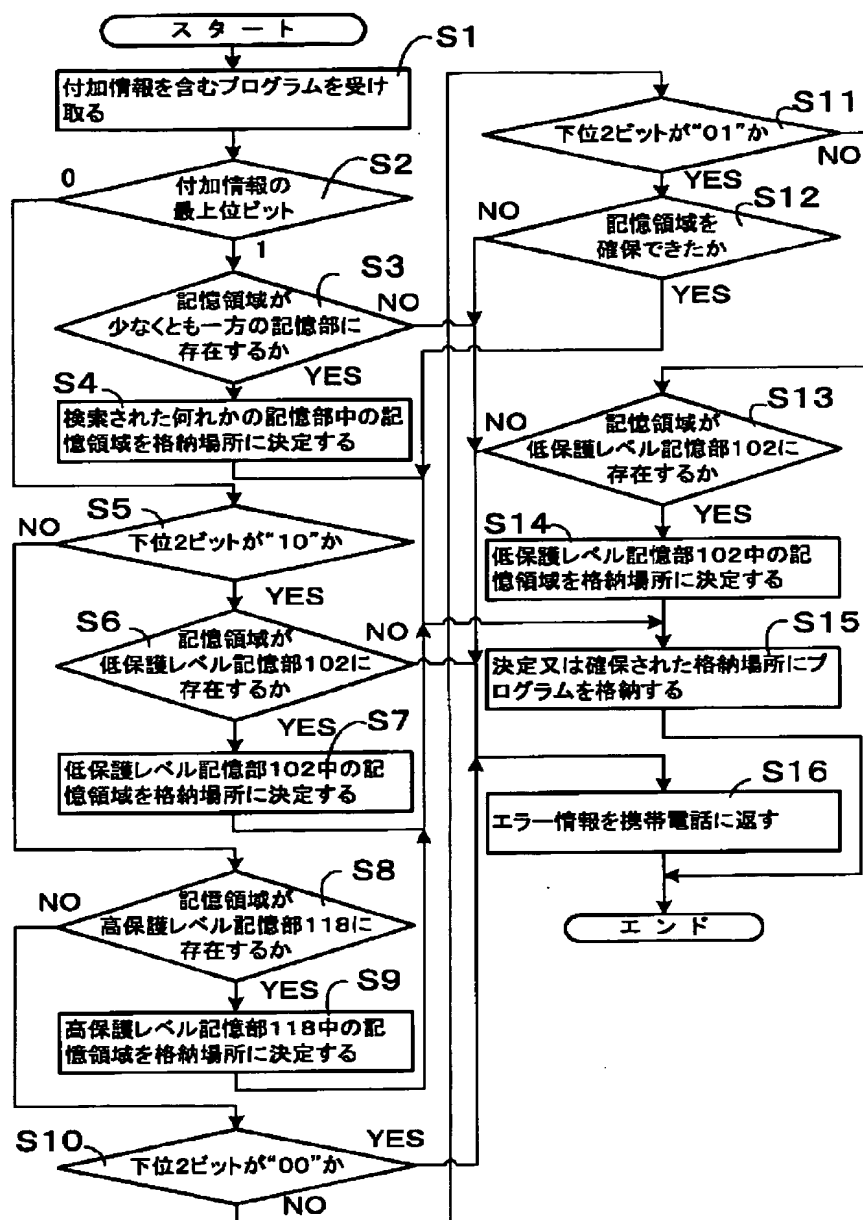 スタート
S1
付加情報を含むプログラムを受け
取る
S2
0
付加情報の
最上位ビット
1
S3
記憶領域が
少なくとも一方の記憶部に
存在するか
NO
YES
S4
検索された何れかの記憶部中の記
憶領域を格納場所に決定する
S5
NO
下位2ビットが“10”か
YES
S6
記憶領域が
低保護レベル記憶部102に
存在するか
NO
YES
S7
低保護レベル記憶部102中の記
憶領域を格納場所に決定する
S8
NO
記憶領域が
高保護レベル記憶部118に
存在するか
YES
S9
高保護レベル記憶部118中の記
憶領域を格納場所に決定する
S10
YES
下位2ビットが“00”か
NO
S11
下位2ビットが“01”か
NO
YES
S12
NO
記憶領域を
確保できたか
YES
S13
NO
記憶領域が
低保護レベル記憶部102に
存在するか
YES
S14
低保護レベル記憶部102中の記
憶領域を格納場所に決定する
S15
決定又は確保された格納場所にプ
ログラムを格納する
S16
エラー情報を携帯電話に返す
エンド